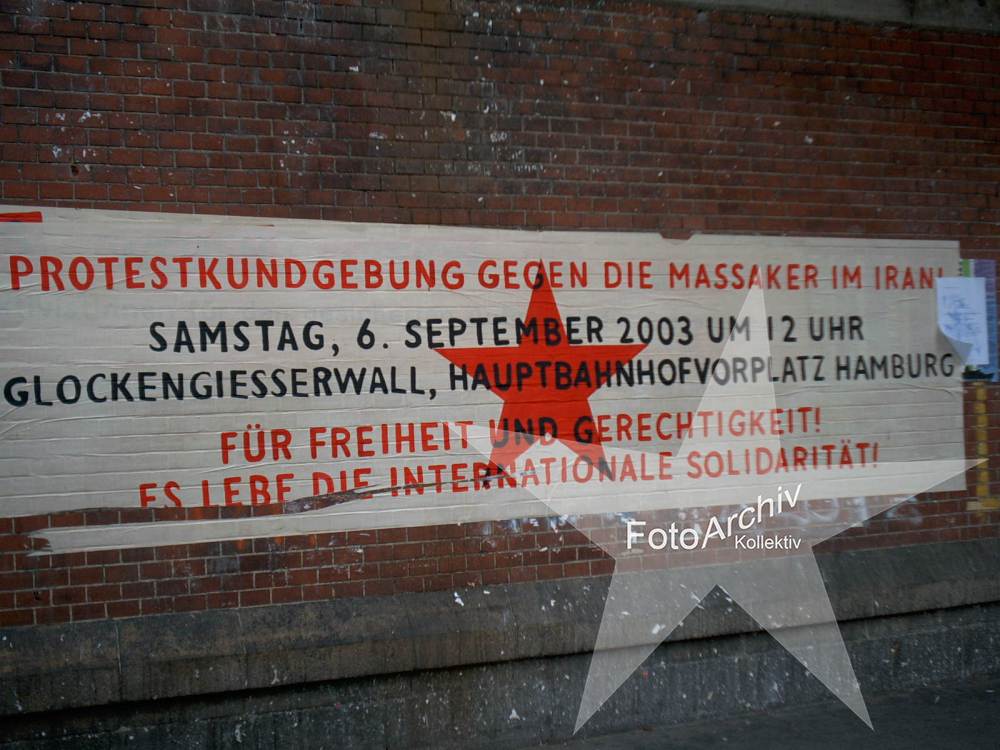 PROTESTKUNDGEBUNG GEGEN DIE MASSAKER IM IRAN!
SAMSTAG, 6. SEPTEMBER 2003 UM 12 UHR
GLOCKENGIESSERWALL, HAUPTBAHNHOFVORPLATZ HAMBURG
FÜR FREIHEIT UND GERECHTIGKEIT!
ES LEBE DIE INTERNATIONALE SOLIDARITÄT!
FotoArchiv
Kollektiv